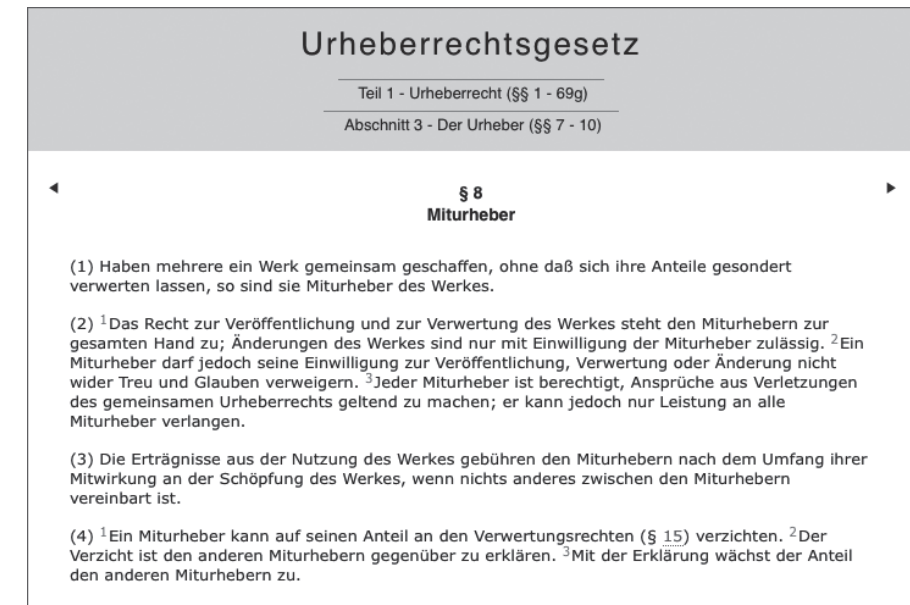 Urheberrechtsgesetz
Teil 1 - Urheberrecht (§§ 1 - 69g)
Abschnitt 3 - Der Urheber (§§ 7 - 10)
§ 8
Miturheber
(1) Haben mehrere ein Werk gemeinsam geschaffen, ohne daß sich ihre Anteile gesondert
verwerten lassen, so sind sie Miturheber des Werkes.
(2) ¹Das Recht zur Veröffentlichung und zur Verwertung des Werkes steht den Miturhebern zur
gesamten Hand zu; Änderungen des Werkes sind nur mit Einwilligung der Miturheber zulässig. ²Ein
Miturheber darf jedoch seine Einwilligung zur Veröffentlichung, Verwertung oder Änderung nicht
wider Treu und Glauben verweigern. ³Jeder Miturheber ist berechtigt, Ansprüche aus Verletzungen
des gemeinsamen Urheberrechts geltend zu machen; er kann jedoch nur Leistung an alle
Miturheber verlangen.
(3) Die Erträgnisse aus der Nutzung des Werkes gebühren den Miturhebern nach dem Umfang ihrer
Mitwirkung an der Schöpfung des Werkes, wenn nichts anderes zwischen den Miturhebern
vereinbart ist.
(4) ¹Ein Miturheber kann auf seinen Anteil an den Verwertungsrechten (§ 15) verzichten. ²Der
Verzicht ist den anderen Miturhebern gegenüber zu erklären. ³Mit der Erklärung wächst der Anteil
den anderen Miturhebern zu.